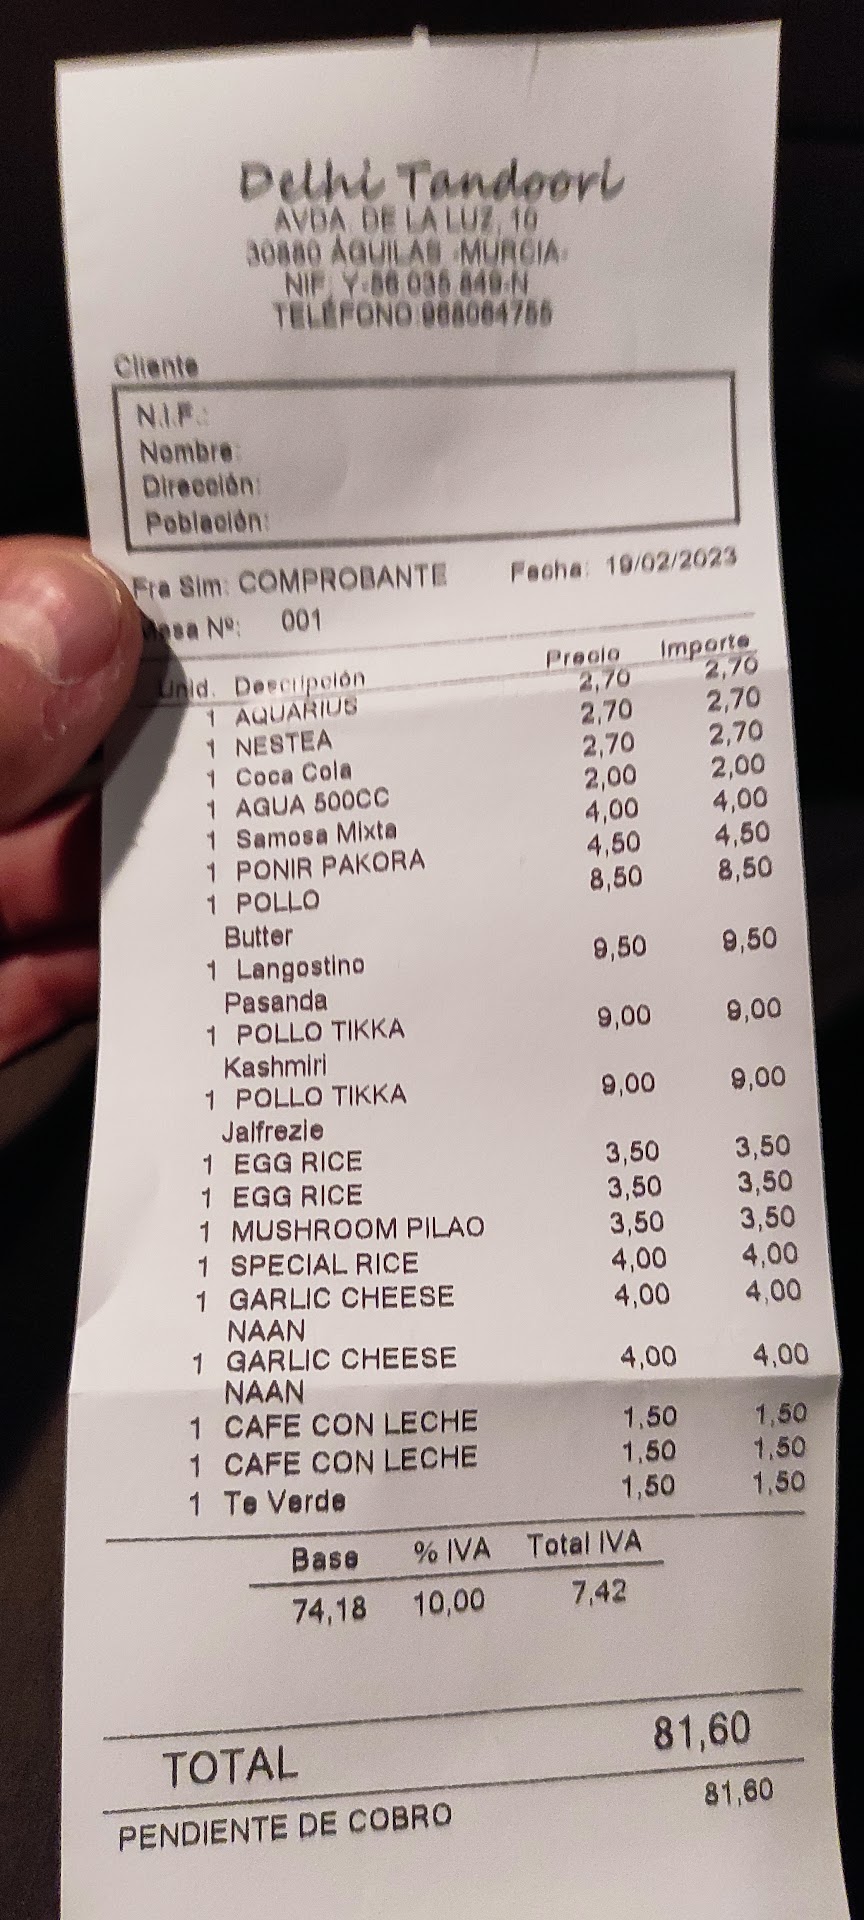 Delhi Tandoori
AVDA. DE LA LUZ, 10
30880 ÁGUILAS -MURCIA-
NIF. Y-
TELÉFONO:968064755
Cliente
N.I.F.:
Nombre:
Dirección:
Población:
Fra Sim: COMPROBANTE Fecha: 19/02/2023
Mesa Nº: 001
Unid. Descripción Precio Importe
1 AQUARIUS 2,70 2,70
1 NESTEA 2,70 2,70
1 Coca Cola 2,70 2,70
1 AGUA 500CC 2,00 2,00
1 Samosa Mixta 4,00 4,00
1 PONIR PAKORA 4,50 4,50
1 POLLO 8,50 8,50
Butter
1 Langostino 9,50 9,50
Pasanda
1 POLLO TIKKA 9,00 9,00
Kashmiri
1 POLLO TIKKA 9,00 9,00
Jalfrezie
1 EGG RICE 3,50 3,50
1 EGG RICE 3,50 3,50
1 MUSHROOM PILAO 3,50 3,50
1 SPECIAL RICE 4,00 4,00
1 GARLIC CHEESE 4,00 4,00
NAAN
1 GARLIC CHEESE 4,00 4,00
NAAN
1 CAFE CON LECHE 1,50 1,50
1 CAFE CON LECHE 1,50 1,50
1 Te Verde 1,50 1,50
Base % IVA Total IVA
74,18 10,00 7,42
TOTAL 81,60
PENDIENTE DE COBRO 81,60